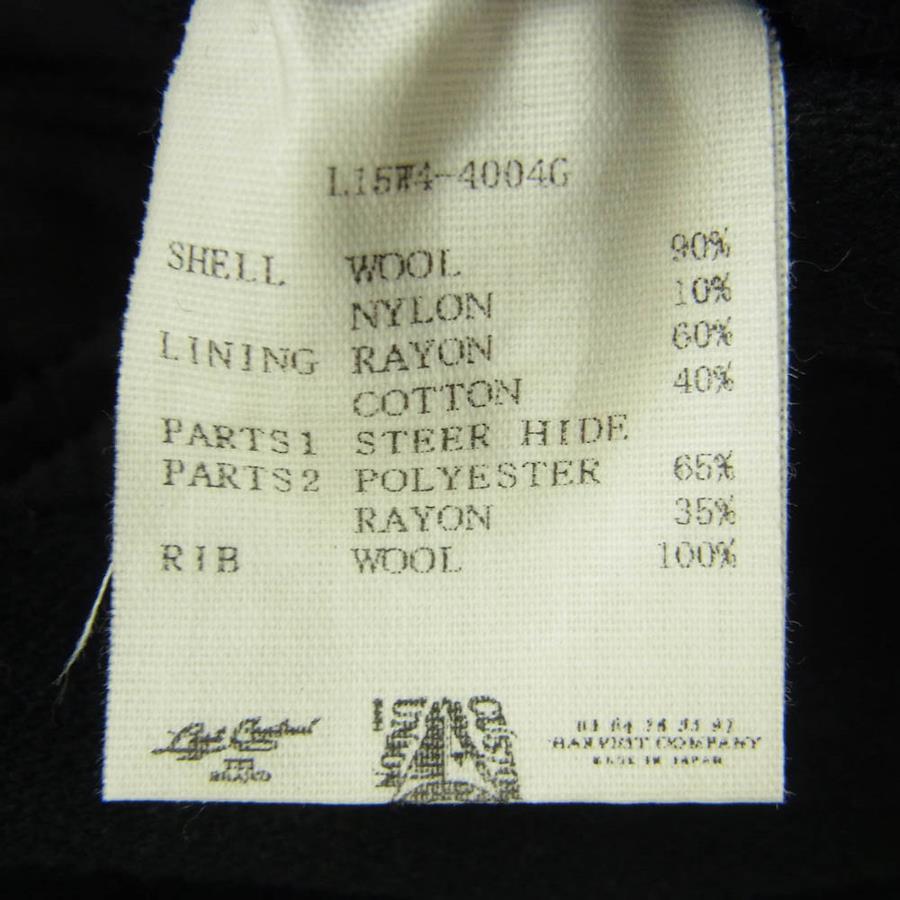 L15W4-4004G
SHELL WOOL 90%
NYLON 10%
LINING RAYON 60%
COTTON 40%
PARTS1 STEER HIDE
PARTS2 POLYESTER 65%
RAYON 35%
RIB WOOL 100%
BRAND
COMPANY
MADE IN JAPAN